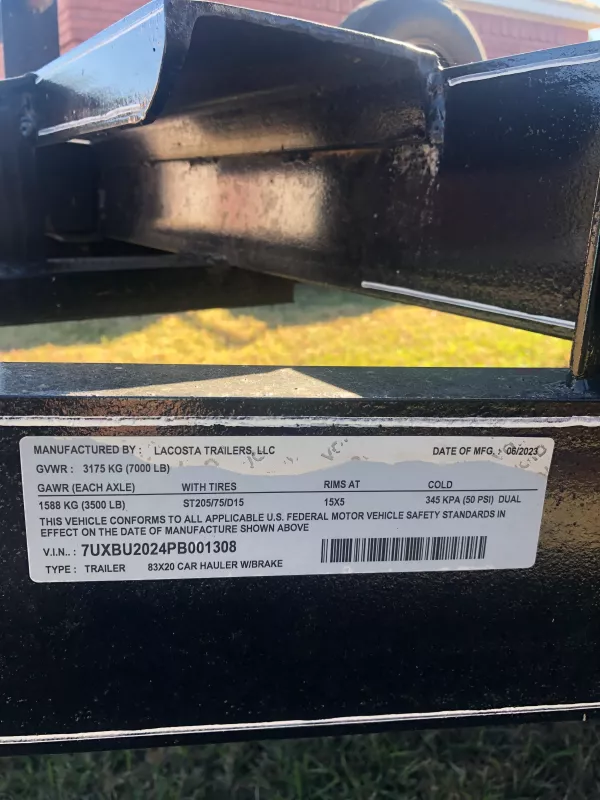 MANUFACTURED BY : LACOSTA TRAILERS, LLC DATE OF MFG. : 06/2023
GVWR : 3175 KG (7000 LB)
GAWR (EACH AXLE) WITH TIRES RIMS AT COLD
1588 KG (3500 LB) ST205/75/D15 15X5 345 KPA (50 PSI) DUAL
THIS VEHICLE CONFORMS TO ALL APPLICABLE U.S. FEDERAL MOTOR VEHICLE SAFETY STANDARDS IN
EFFECT ON THE DATE OF MANUFACTURE SHOWN ABOVE
V.I.N.. : 7UXBU2024PB001308
TYPE : TRAILER 83X20 CAR HAULER W/BRAKE